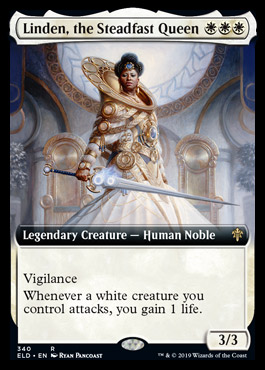 Linden, the Steadfast Queen
Legendary Creature — Human Noble
Vigilance
Whenever a white creature you
control attacks, you gain 1 life.
3/3
340 R
ELD • EN Ryan Pancoast
™ & © 2019 Wizards of the Coast